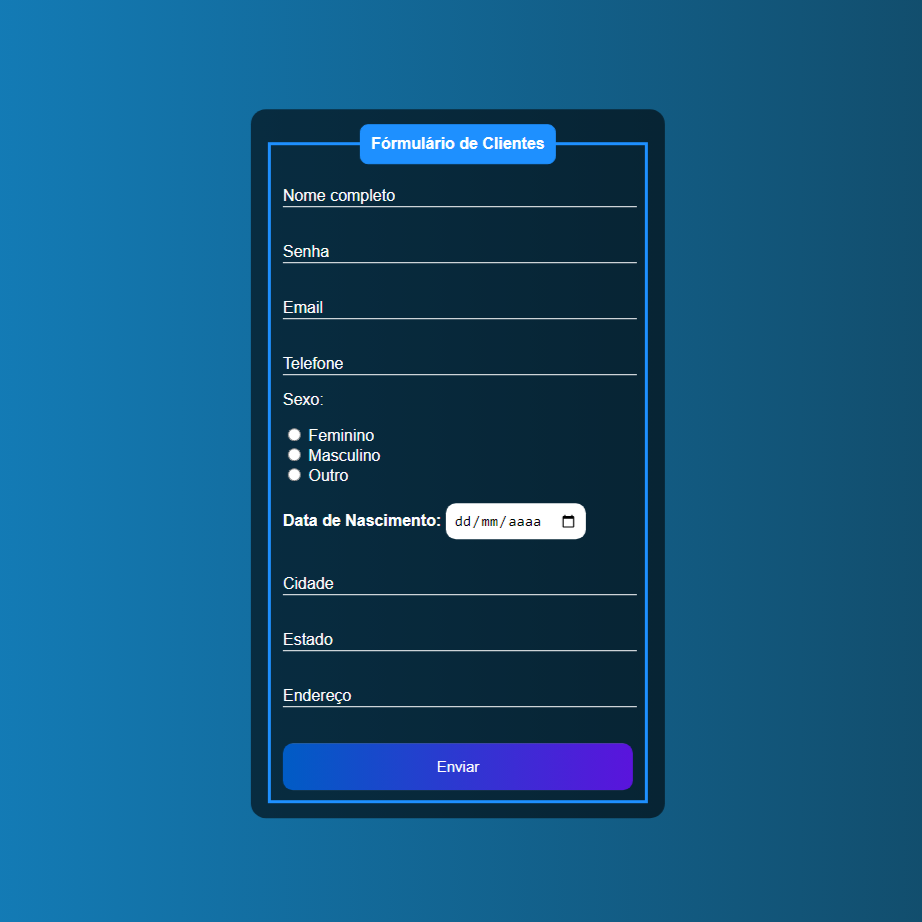 Fórmulário de Clientes
Nome completo
Senha
Email
Telefone
Sexo:
Feminino
Masculino
Outro
Data de Nascimento: dd/mm/aaaa
Cidade
Estado
Endereço
Enviar